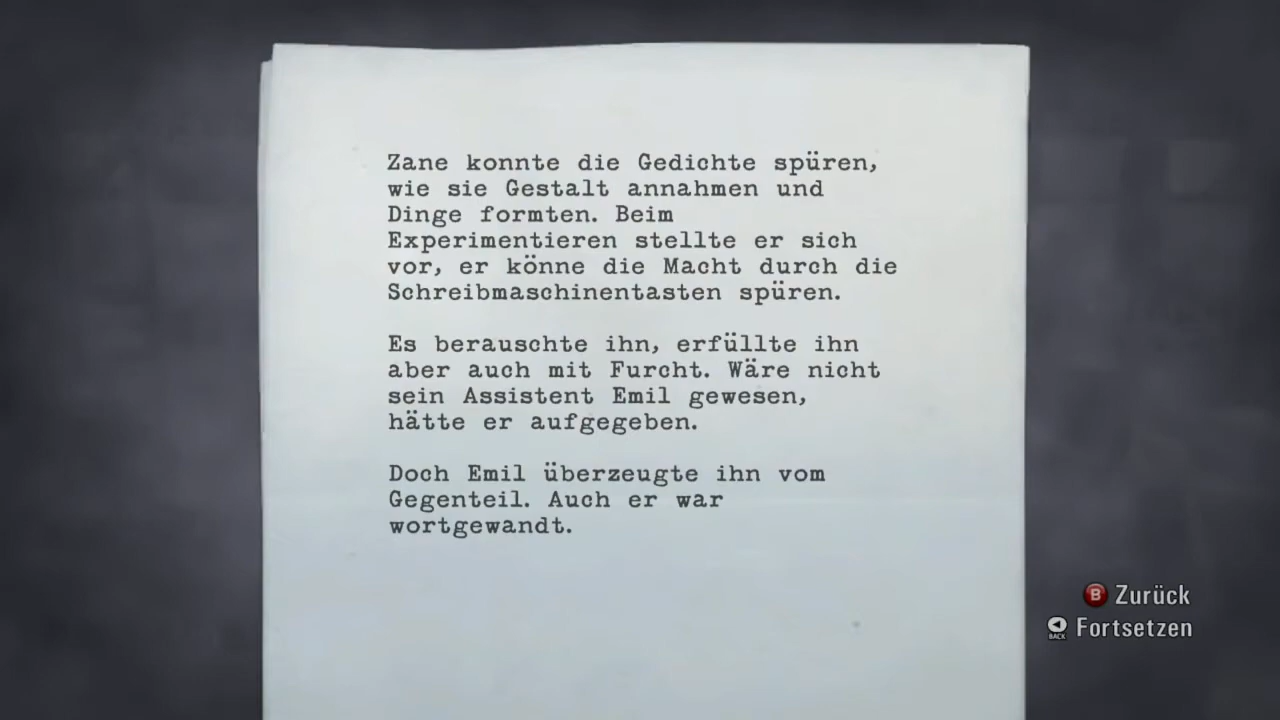 Zane konnte die Gedichte spüren,
wie sie Gestalt annahmen und
Dinge formten. Beim
Experimentieren stellte er sich
vor, er könne die Macht durch die
Schreibmaschinentasten spüren.
Es berauschte ihn, erfüllte ihn
aber auch mit Furcht. Wäre nicht
sein Assistent Emil gewesen,
hätte er aufgegeben.
Doch Emil überzeugte ihn vom
Gegenteil. Auch er war
wortgewandt.
B Zurück
BACK Fortsetzen